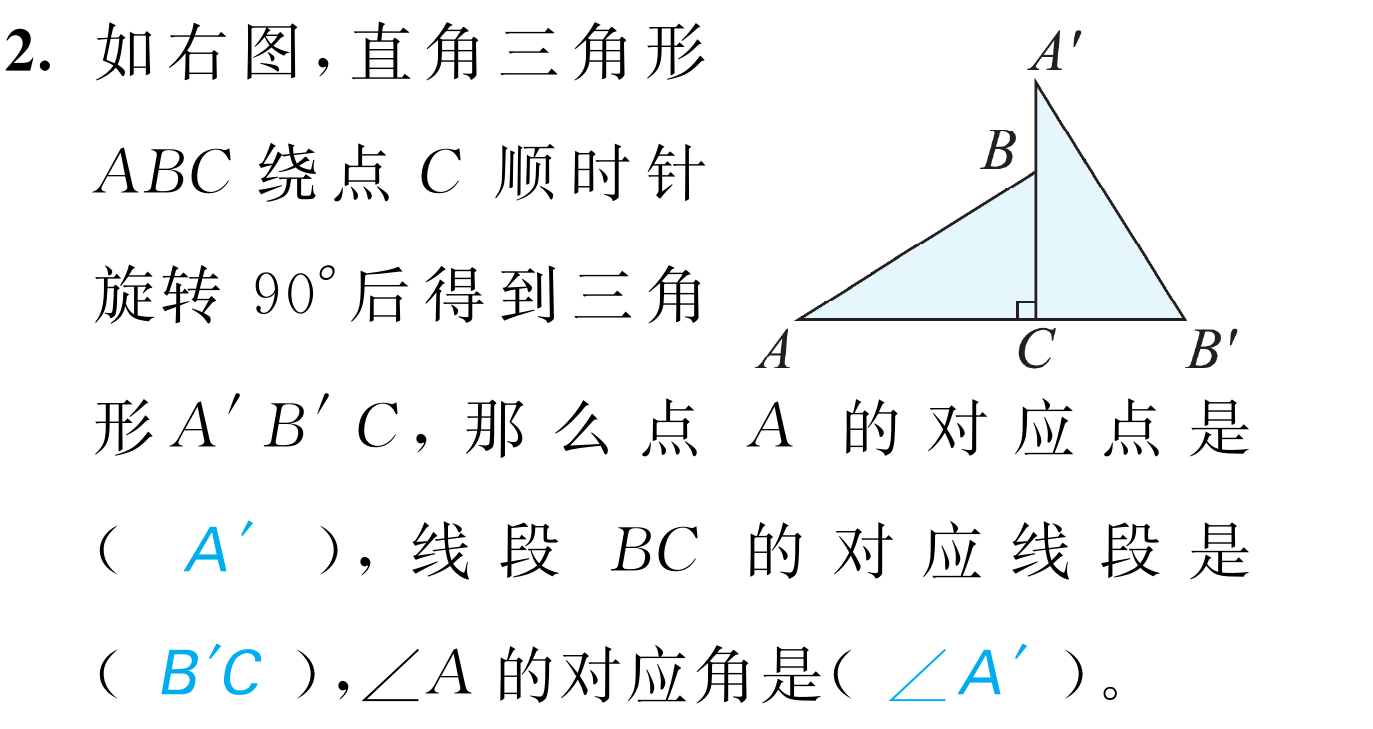 2. 如右图,直角三角形
ABC 绕点 C 顺时针
旋转 90°后得到三角
形 A′B′C,那么点 A 的对应点是
( A′ ),线段 BC 的对应线段是
( B′C ),∠A 的对应角是( ∠A′ )。
A′
B
A
C
B′